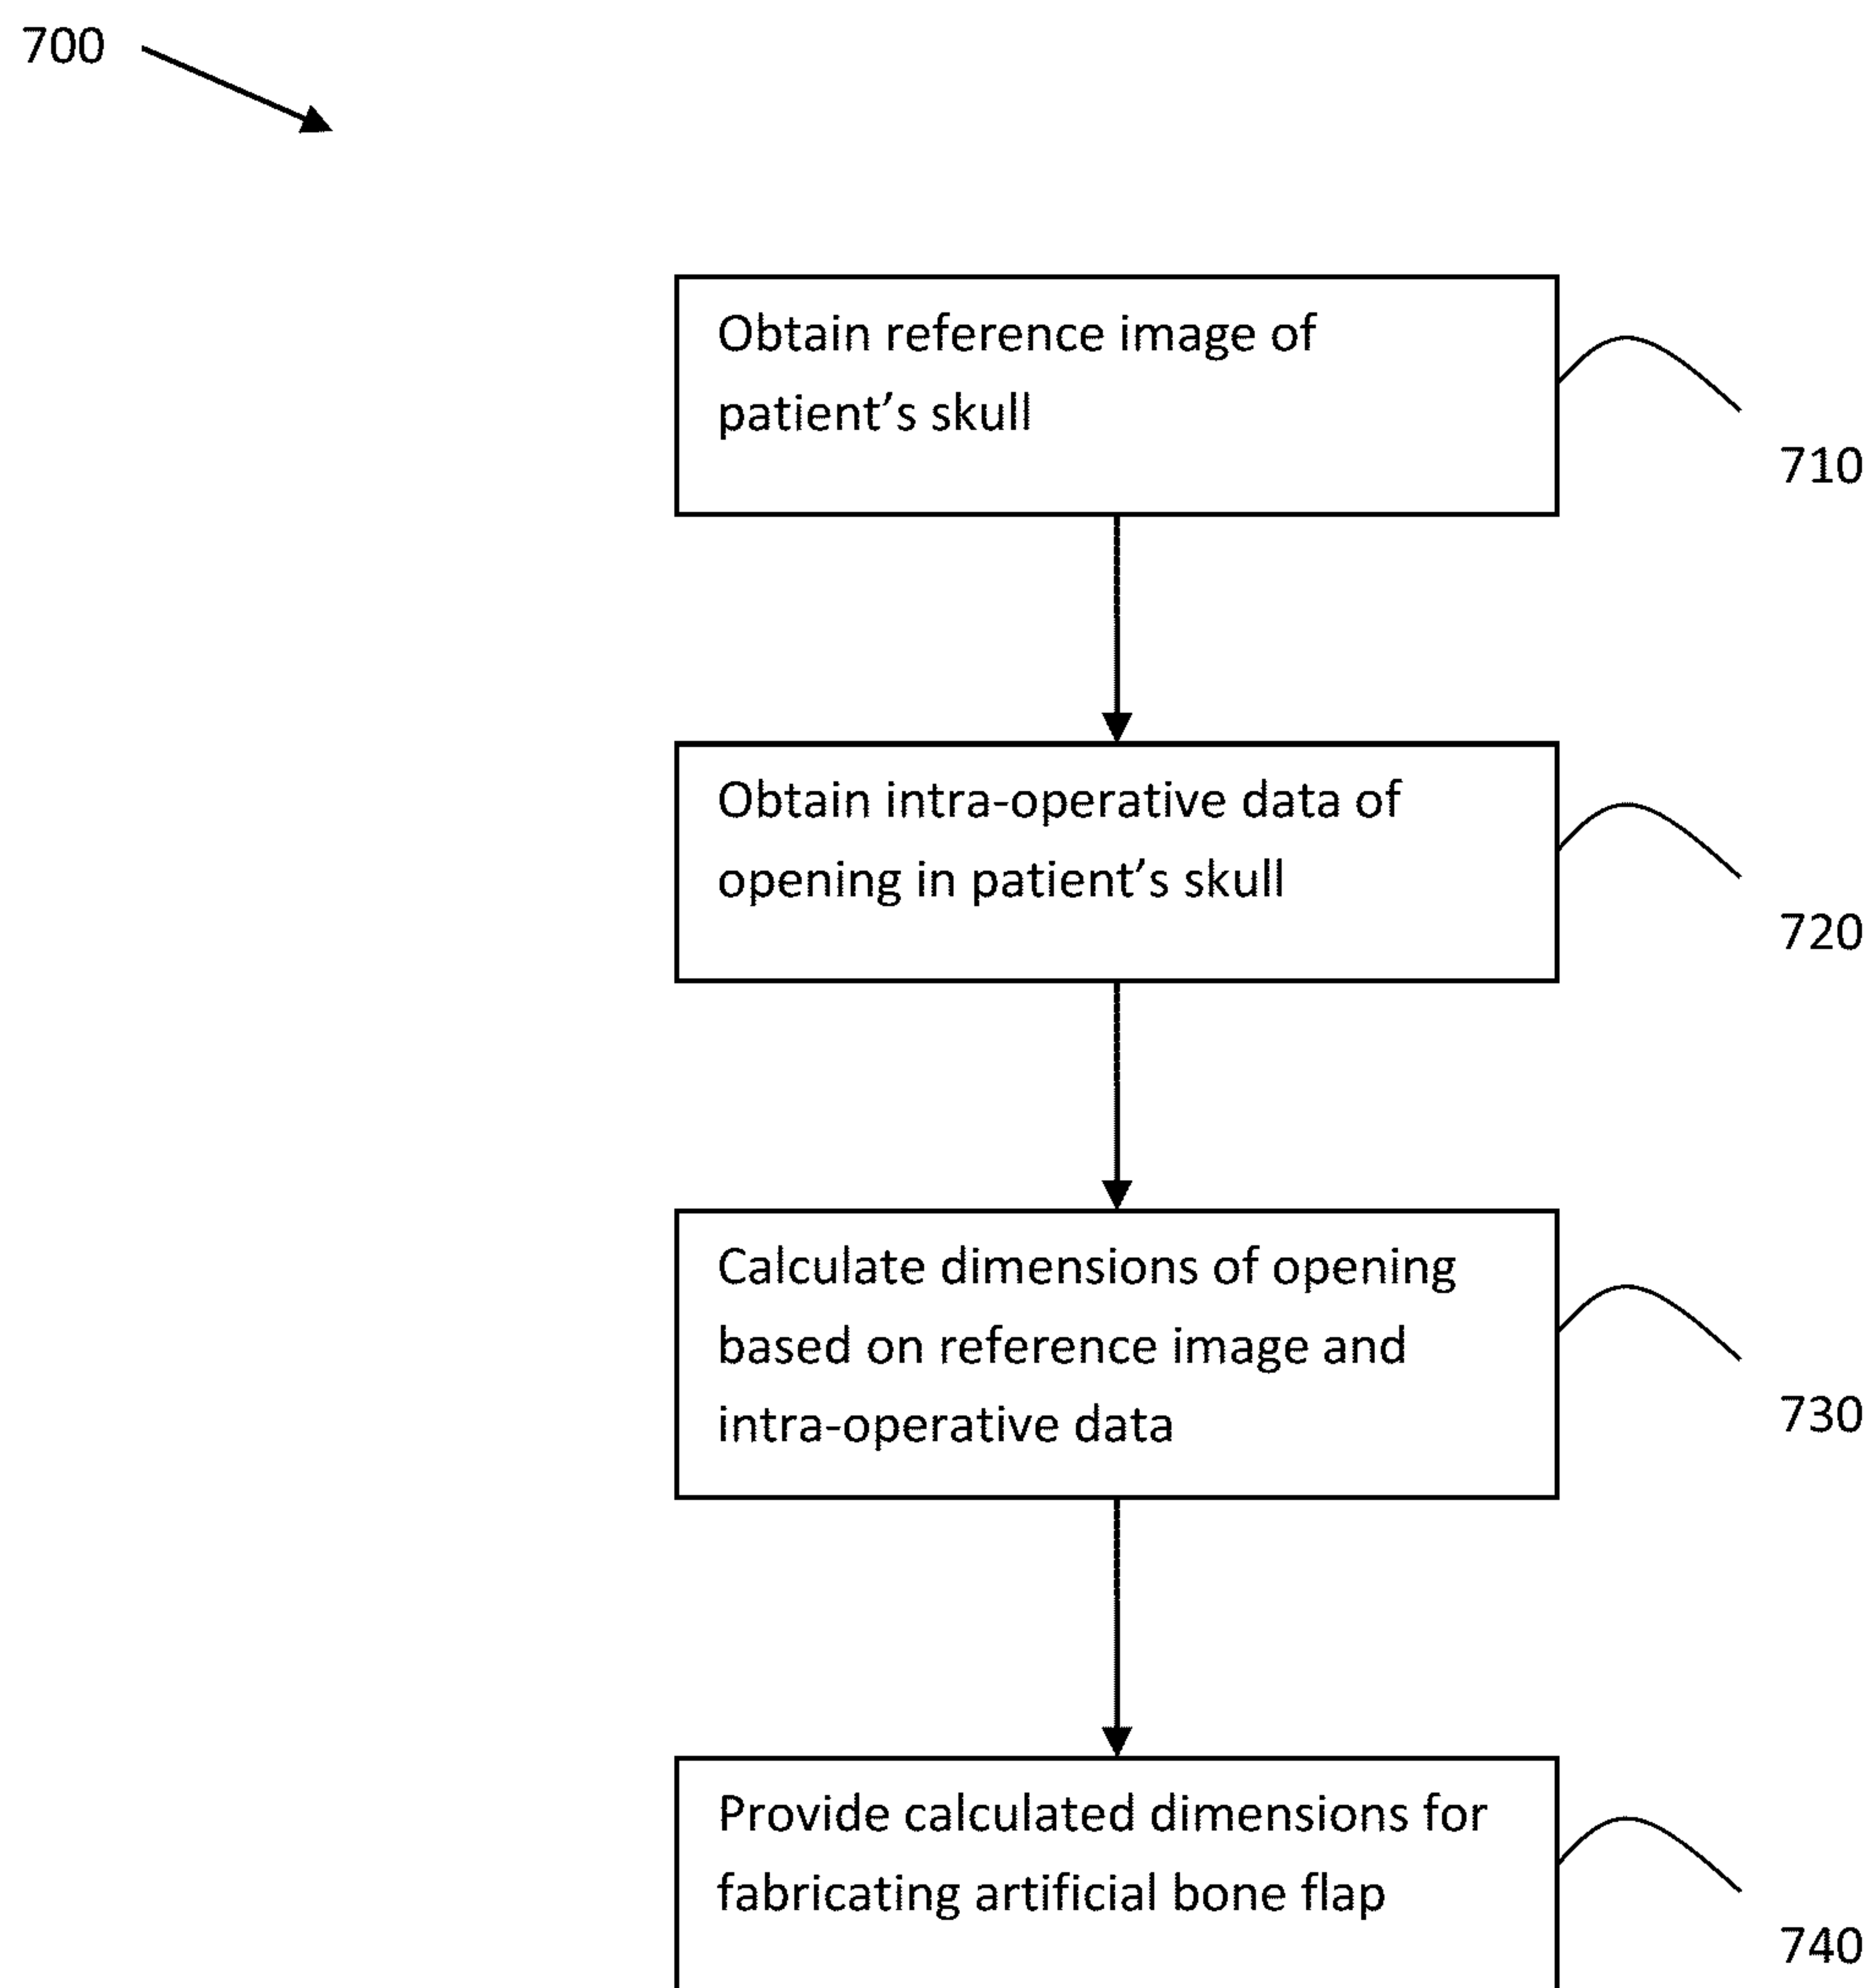 700
Obtain reference image of
patient’s skull
710
Obtain intra-operative data of
opening in patient’s skull
720
Calculate dimensions of opening
based on reference image and
intra-operative data
730
Provide calculated dimensions for
fabricating artificial bone flap
740